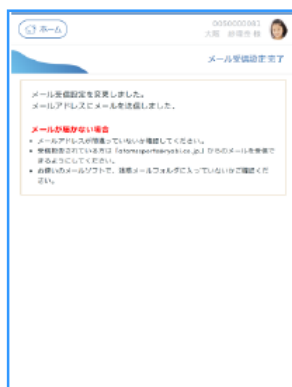 ホーム
メール受信設定完了
メール受信設定を変更しました。
メールアドレスにメールを送信しました。
メールが届かない場合
• メールアドレスが間違っていないか確認してください。
• 受信設定されている方は からのメールを受信で
きるようにしてください。
• お使いのメールソフトで、迷惑メールフォルダに入っていないかご確認くだ
さい。